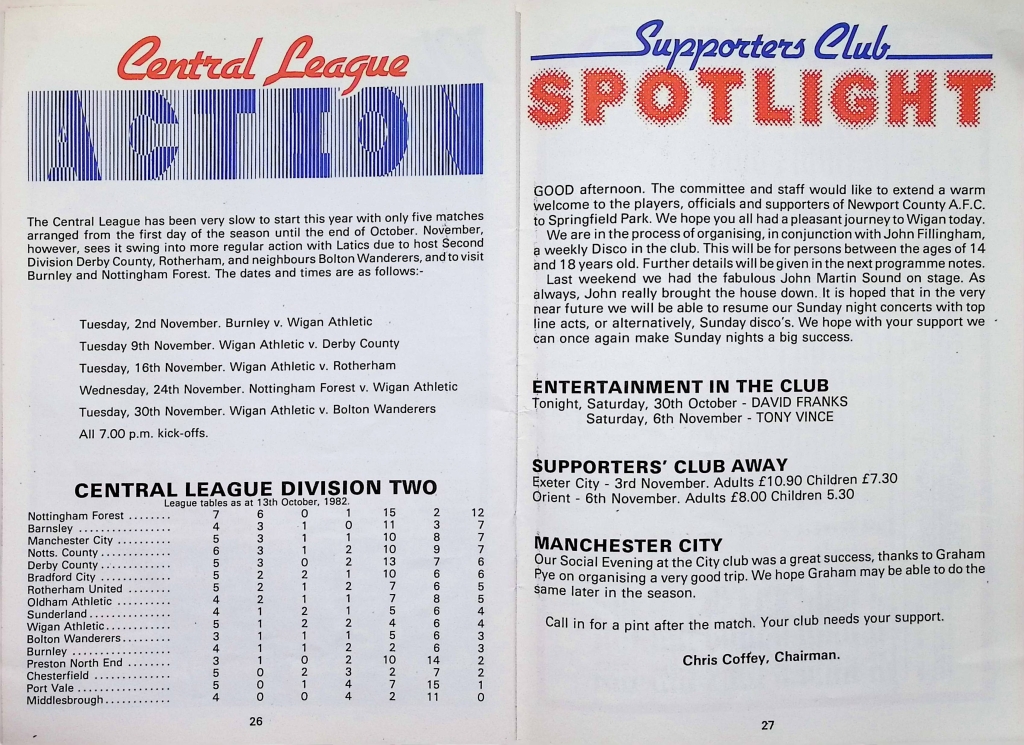 Central League
ACTION
The Central League has been very slow to start this year with only five matches
arranged from the first day of the season until the end of October. November,
however, sees it swing into more regular action with Latics due to host Second
Division Derby County, Rotherham, and neighbours Bolton Wanderers, and to visit
Burnley and Nottingham Forest. The dates and times are as follows:-
Tuesday, 2nd November. Burnley v. Wigan Athletic
Tuesday 9th November. Wigan Athletic v. Derby County
Tuesday, 16th November. Wigan Athletic v. Rotherham
Wednesday, 24th November. Nottingham Forest v. Wigan Athletic
Tuesday, 30th November. Wigan Athletic v. Bolton Wanderers
All 7.00 p.m. kick-offs.
CENTRAL LEAGUE DIVISION TWO
League tables as at 13th October, 1982.
Nottingham Forest ........ 7 6 0 1 15 2 12
Barnsley ................. 4 3 1 0 11 3 7
Manchester City .......... 5 3 1 1 10 8 7
Notts. County ............. 6 3 1 2 10 9 7
Derby County ............. 5 3 0 2 13 7 6
Bradford City ............. 5 2 2 1 10 6 6
Rotherham United ........ 5 2 1 2 7 6 5
Oldham Athletic .......... 4 2 1 1 7 8 5
Sunderland ............... 4 1 2 1 5 6 4
Wigan Athletic ............ 5 1 2 2 4 6 4
Bolton Wanderers ......... 3 1 1 1 5 6 3
Burnley .................. 4 1 1 2 2 6 3
Preston North End ........ 3 1 0 2 10 14 2
Chesterfield .............. 5 0 2 3 2 7 2
Port Vale ................. 5 0 1 4 7 15 1
Middlesbrough ............ 4 0 0 4 2 11 0
26
Supporters Club
SPOTLIGHT
GOOD afternoon. The committee and staff would like to extend a warm
welcome to the players, officials and supporters of Newport County A.F.C.
to Springfield Park. We hope you all had a pleasant journey to Wigan today.
We are in the process of organising, in conjunction with John Fillingham,
a weekly Disco in the club. This will be for persons between the ages of 14
and 18 years old. Further details will be given in the next programme notes.
Last weekend we had the fabulous John Martin Sound on stage. As
always, John really brought the house down. It is hoped that in the very
near future we will be able to resume our Sunday night concerts with top
line acts, or alternatively, Sunday disco's. We hope with your support we
can once again make Sunday nights a big success.
ENTERTAINMENT IN THE CLUB
Tonight, Saturday, 30th October - DAVID FRANKS
Saturday, 6th November - TONY VINCE
SUPPORTERS' CLUB AWAY
Exeter City - 3rd November. Adults £10.90 Children £7.30
Orient - 6th November. Adults £8.00 Children 5.30
MANCHESTER CITY
Our Social Evening at the City club was a great success, thanks to Graham
Pye on organising a very good trip. We hope Graham may be able to do the
same later in the season.
Call in for a pint after the match. Your club needs your support.
Chris Coffey, Chairman.
27